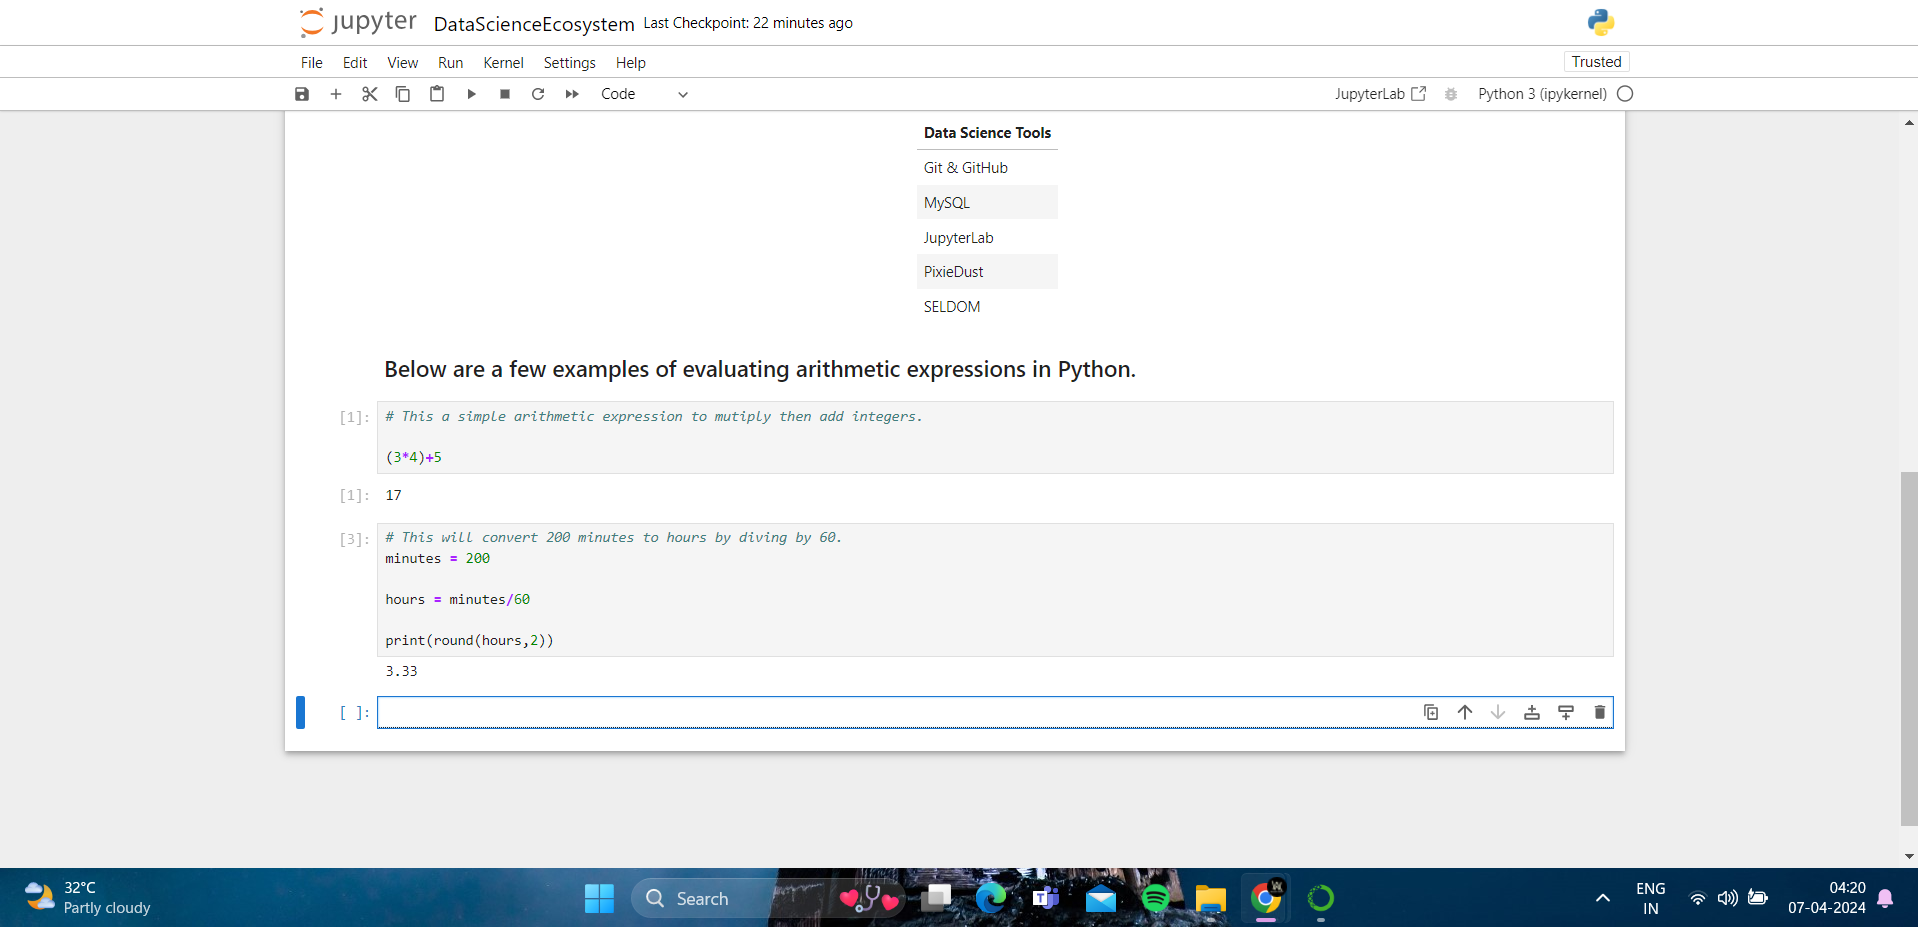 jupyter DataScienceEcosystem Last Checkpoint: 22 minutes ago
File Edit View Run Kernel Settings Help Trusted
Code JupyterLab Python 3 (ipykernel)
Data Science Tools
Git & GitHub
MySQL
JupyterLab
PixieDust
SELDOM
Below are a few examples of evaluating arithmetic expressions in Python.
[1]: # This a simple arithmetic expression to mutiply then add integers.
(3*4)+5
[1]: 17
[3]: # This will convert 200 minutes to hours by diving by 60.
minutes = 200
hours = minutes/60
print(round(hours,2))
3.33
[ ]:
32°C
Partly cloudy
Search
ENG
IN
04:20
07-04-2024